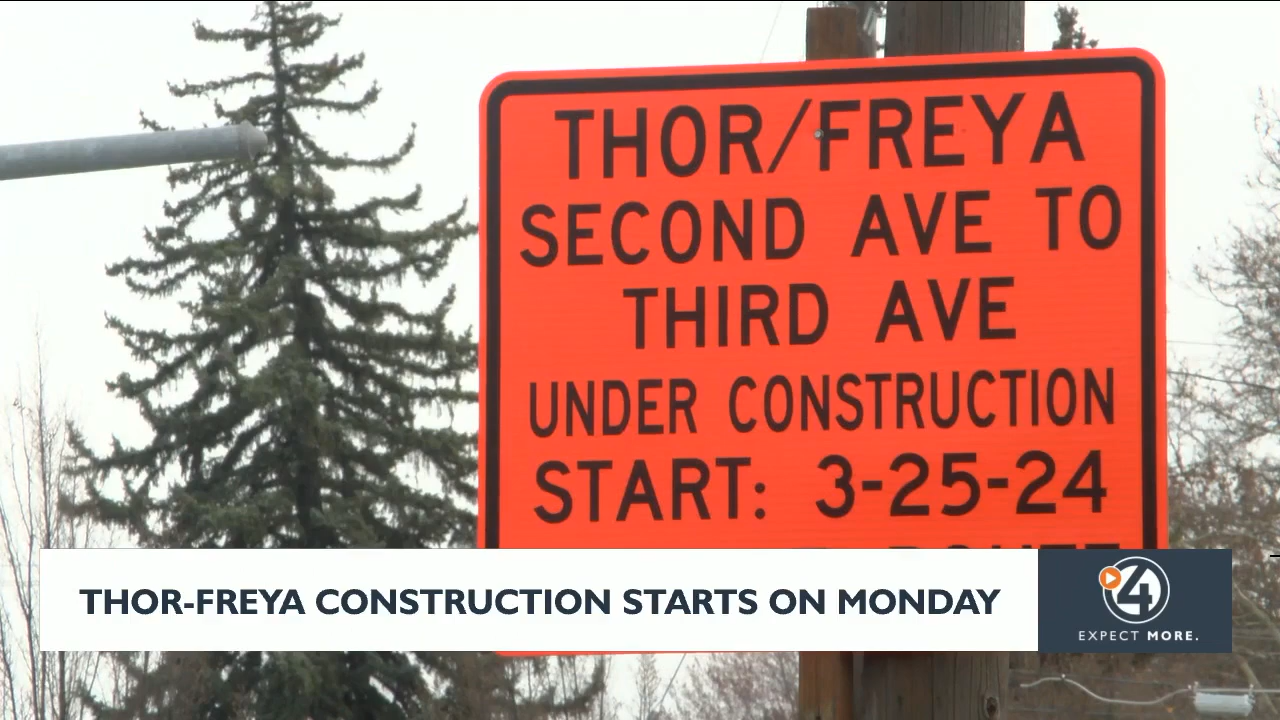 THOR/FREYA
SECOND AVE TO
THIRD AVE
UNDER CONSTRUCTION
START: 3-25-24
THOR-FREYA CONSTRUCTION STARTS ON MONDAY
4
EXPECT MORE.